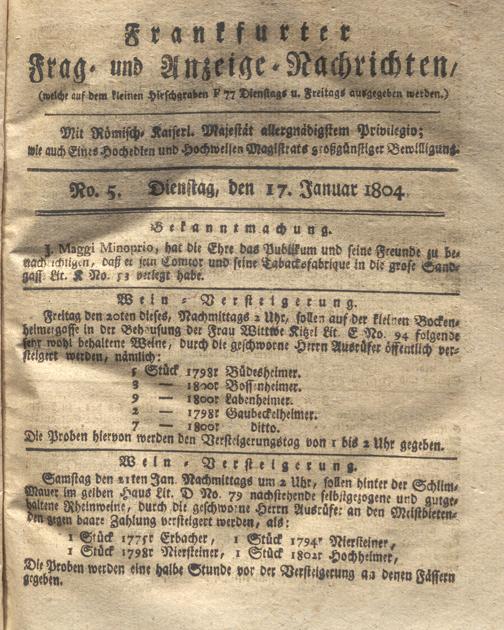 Frankfurter
Frag- und Anzeige-Nachrichten,
(welche auf dem kleinen Hirschgraben F 77 Dienstags u. Freitags ausgegeben werden.)
Mit Römisch-Kaiserl. Majestät allergnädigstem Privilegio;
wie auch Eines Hochedlen und Hochweisen Magistrats großgünstiger Bewilligung.
No. 5. Dienstag, den 17. Januar 1804
Bekanntmachung.
J. Maggi Minoprio, hat die Ehre das Publikum und seine Freunde zu be-
nachrichtigen, daß er sein Comtor und seine Tabacksfabrique in die große Sand-
gass Lit. K No. 53 verlegt habe.
Wein-Versteigerung.
Freitag den 20ten dieses, Nachmittags 2 Uhr, sollen auf der kleinen Bocken-
heimergasse in der Behausung der Frau Wittwe Kitzel Lit. E No. 94 folgende
sehr wohl behaltene Weine, durch die geschworne Herrn Ausrüfer öffentlich ver-
steigert werden, nämlich:
5 Stück 1798r Büdesheimer.
3 — 1800r Bossenheimer.
9 — 1800r Labenheimer.
2 — 1798r Gaubeckelheimer.
7 — 1800r ditto.
Die Proben hiervon werden den Versteigerungstag von 1 bis 2 Uhr gegeben.
Wein-Versteigerung.
Samstag den 21ten Jan. Nachmittags um 2 Uhr, sollen hinter der Schlim-
Mauer im gelben Haus Lit. D No. 79 nachstehende selbstgezogene und gutge-
haltene Rheinweine, durch die geschworne Herrn Ausrüfer an den Meistbieten-
den gegen baare Zahlung versteigert werden, als:
1 Stück 1775r Erbacher, 1 Stück 1794r Niersteiner,
1 Stück 1798r Niersteiner, 1 Stück 1802r Hochheimer,
Die Proben werden eine halbe Stunde vor der Versteigerung an denen Fässern
gegeben.